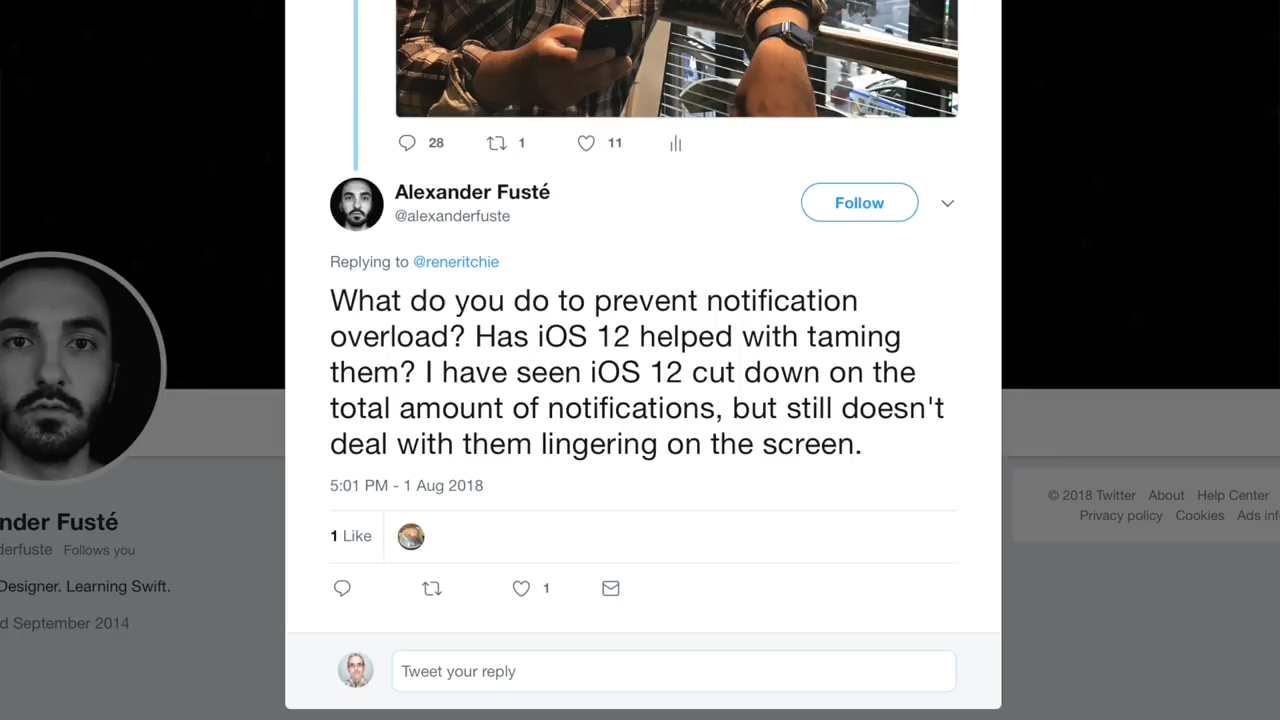 28 1 11
Alexander Fusté
@alexanderfuste
Follow
Replying to @reneritchie
What do you do to prevent notification
overload? Has iOS 12 helped with taming
them? I have seen iOS 12 cut down on the
total amount of notifications, but still doesn't
deal with them lingering on the screen.
5:01 PM - 1 Aug 2018
1 Like
1
Tweet your reply
nder Fusté
derfuste Follows you
Designer. Learning Swift.
d September 2014
© 2018 Twitter About Help Center
Privacy policy Cookies Ads inf